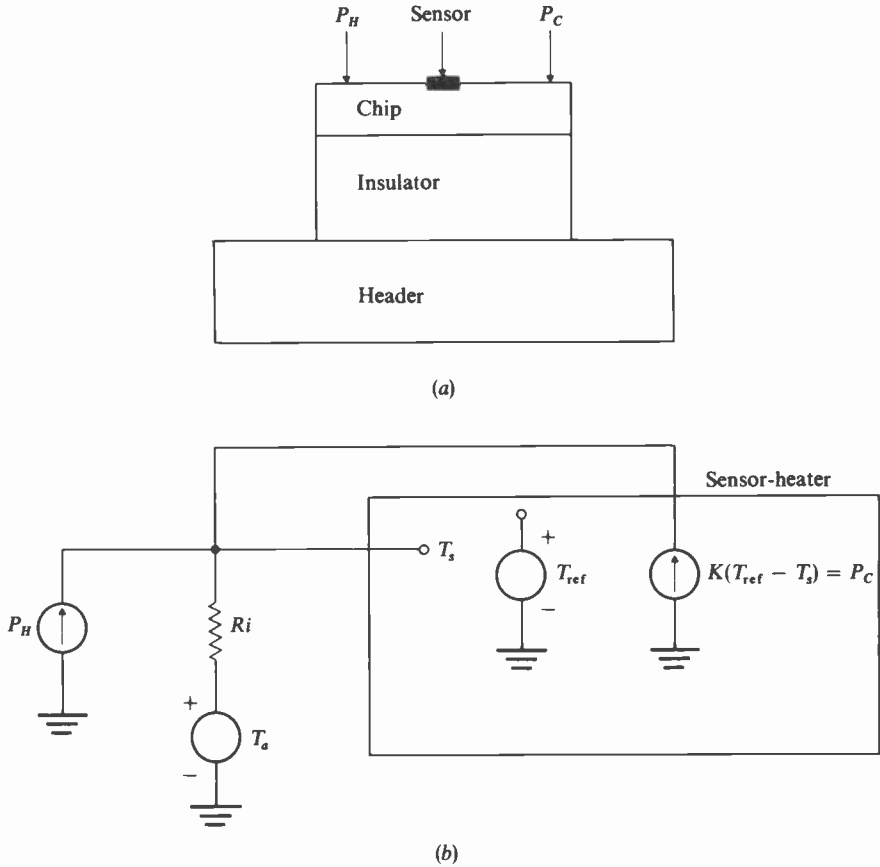 P_H Sensor P_C
Chip
Insulator
Header
(a)
Sensor-heater
T_s
+
T_ref
−
K(T_ref − T_s) = P_C
P_H
Ri
+
T_a
−
(b)